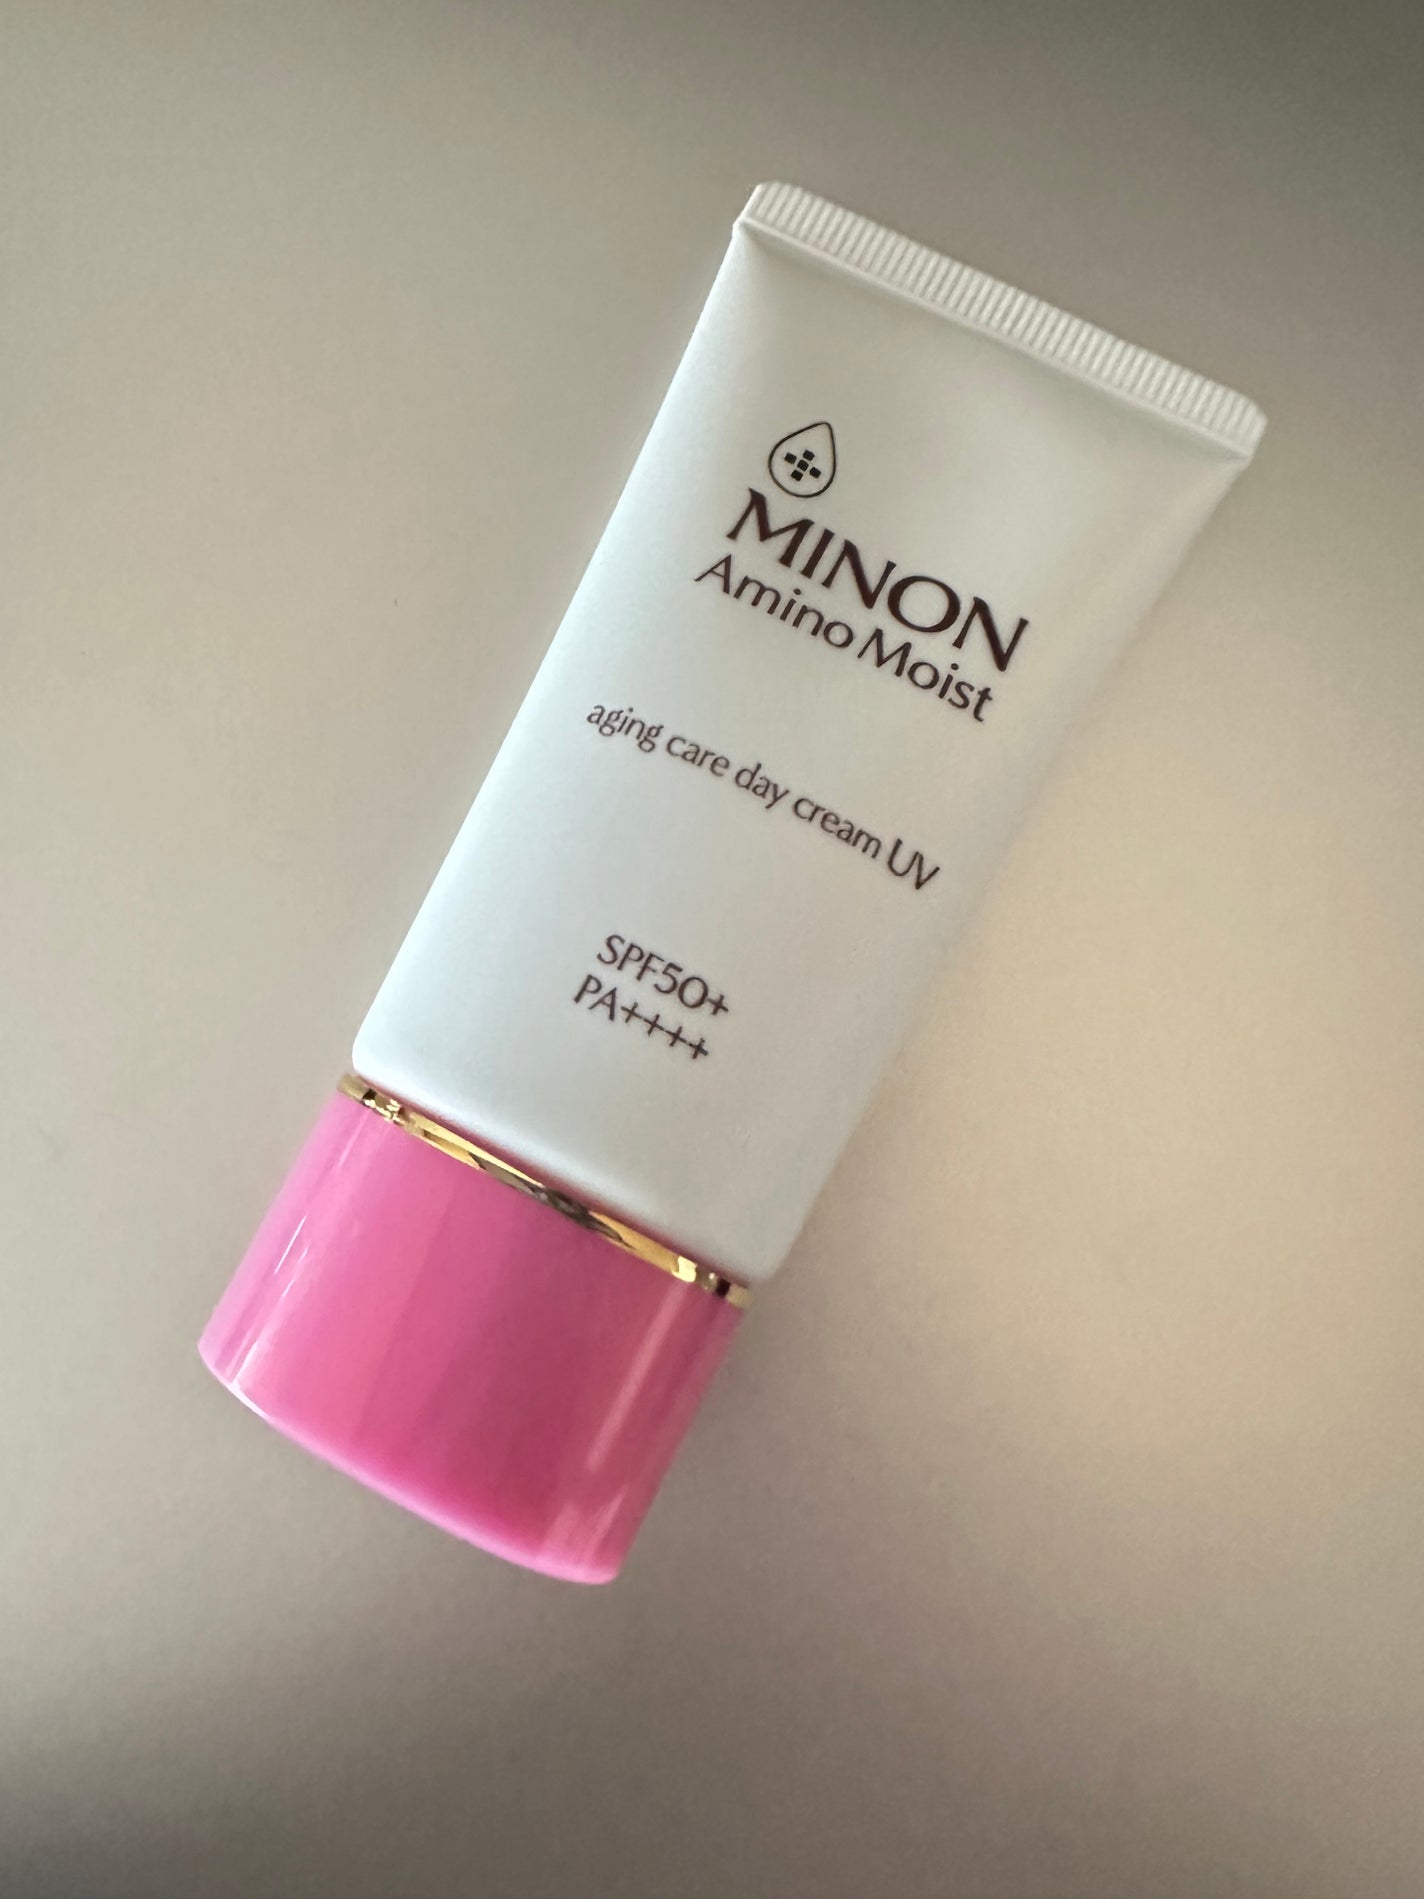 MINON
Amino Moist
aging care day cream UV
SPF50+
PA++++